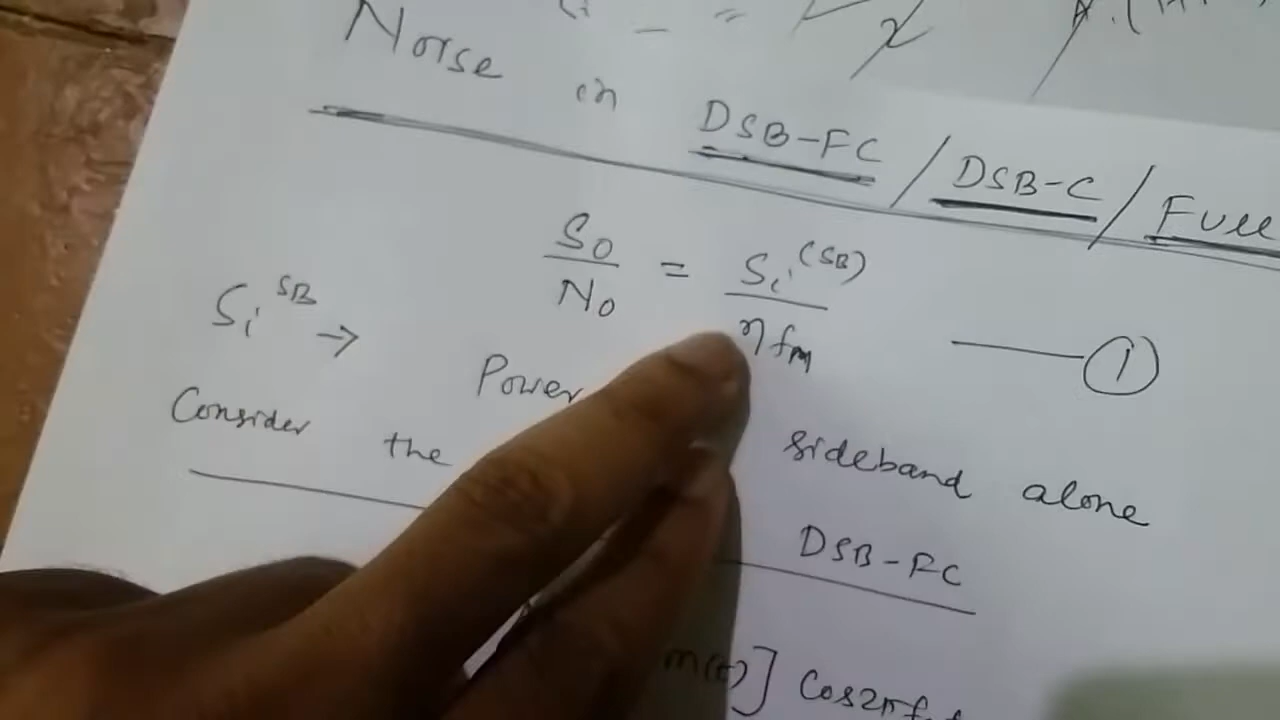 Noise in DSB-FC / DSB-C / Full
So/No = Si(SB)/ηfm —— ①
Si SB → Power sideband alone
Consider the DSB-FC
m(t)] Cos2πf